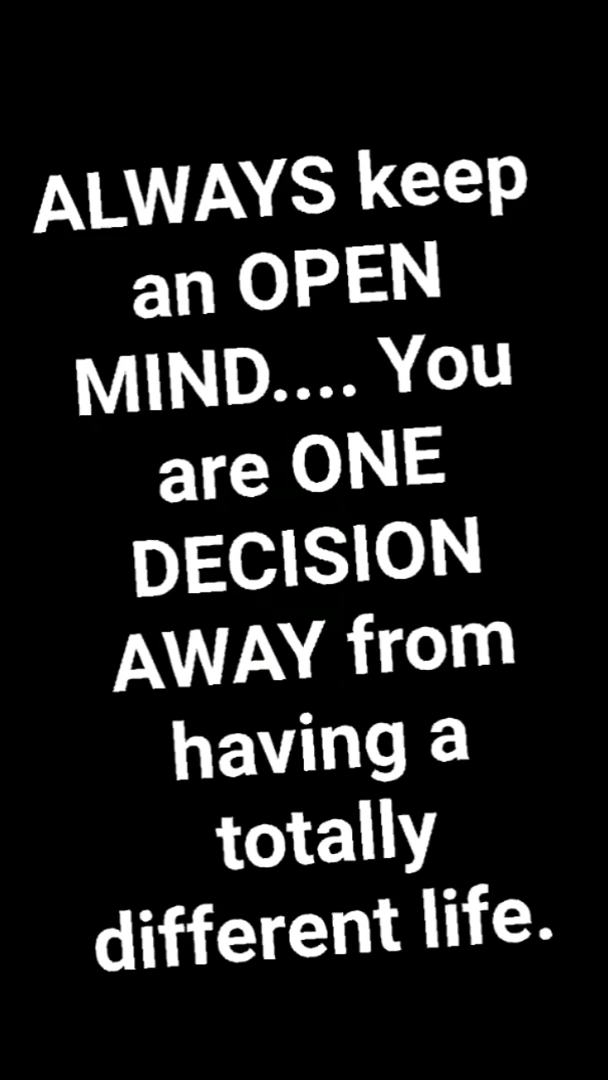 ALWAYS keep
an OPEN
MIND.... You
are ONE
DECISION
AWAY from
having a
totally
different life.